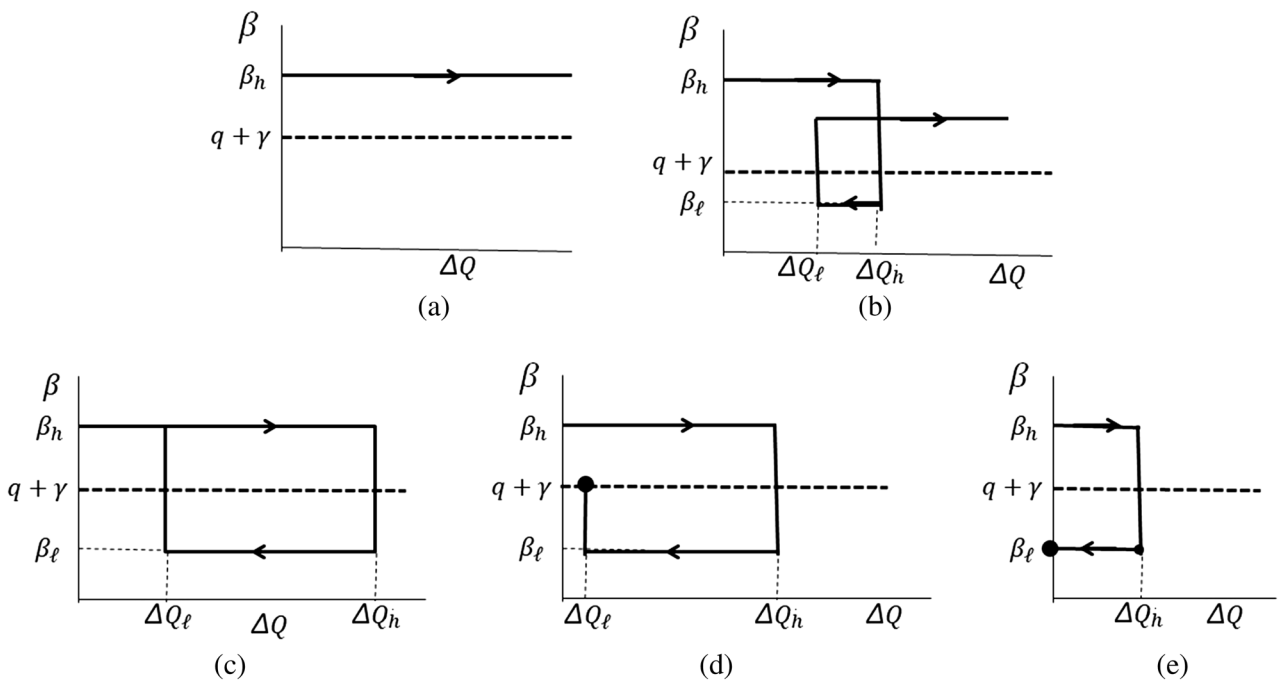 β
β_h
q + γ
ΔQ
(a)
β
β_h
q + γ
β_ℓ
ΔQ_ℓ ΔQ_h ΔQ
(b)
β
β_h
q + γ
β_ℓ
ΔQ_ℓ ΔQ ΔQ_h
(c)
β
β_h
q + γ
β_ℓ
ΔQ_ℓ ΔQ_h ΔQ
(d)
β
β_h
q + γ
β_ℓ
ΔQ_h ΔQ
(e)